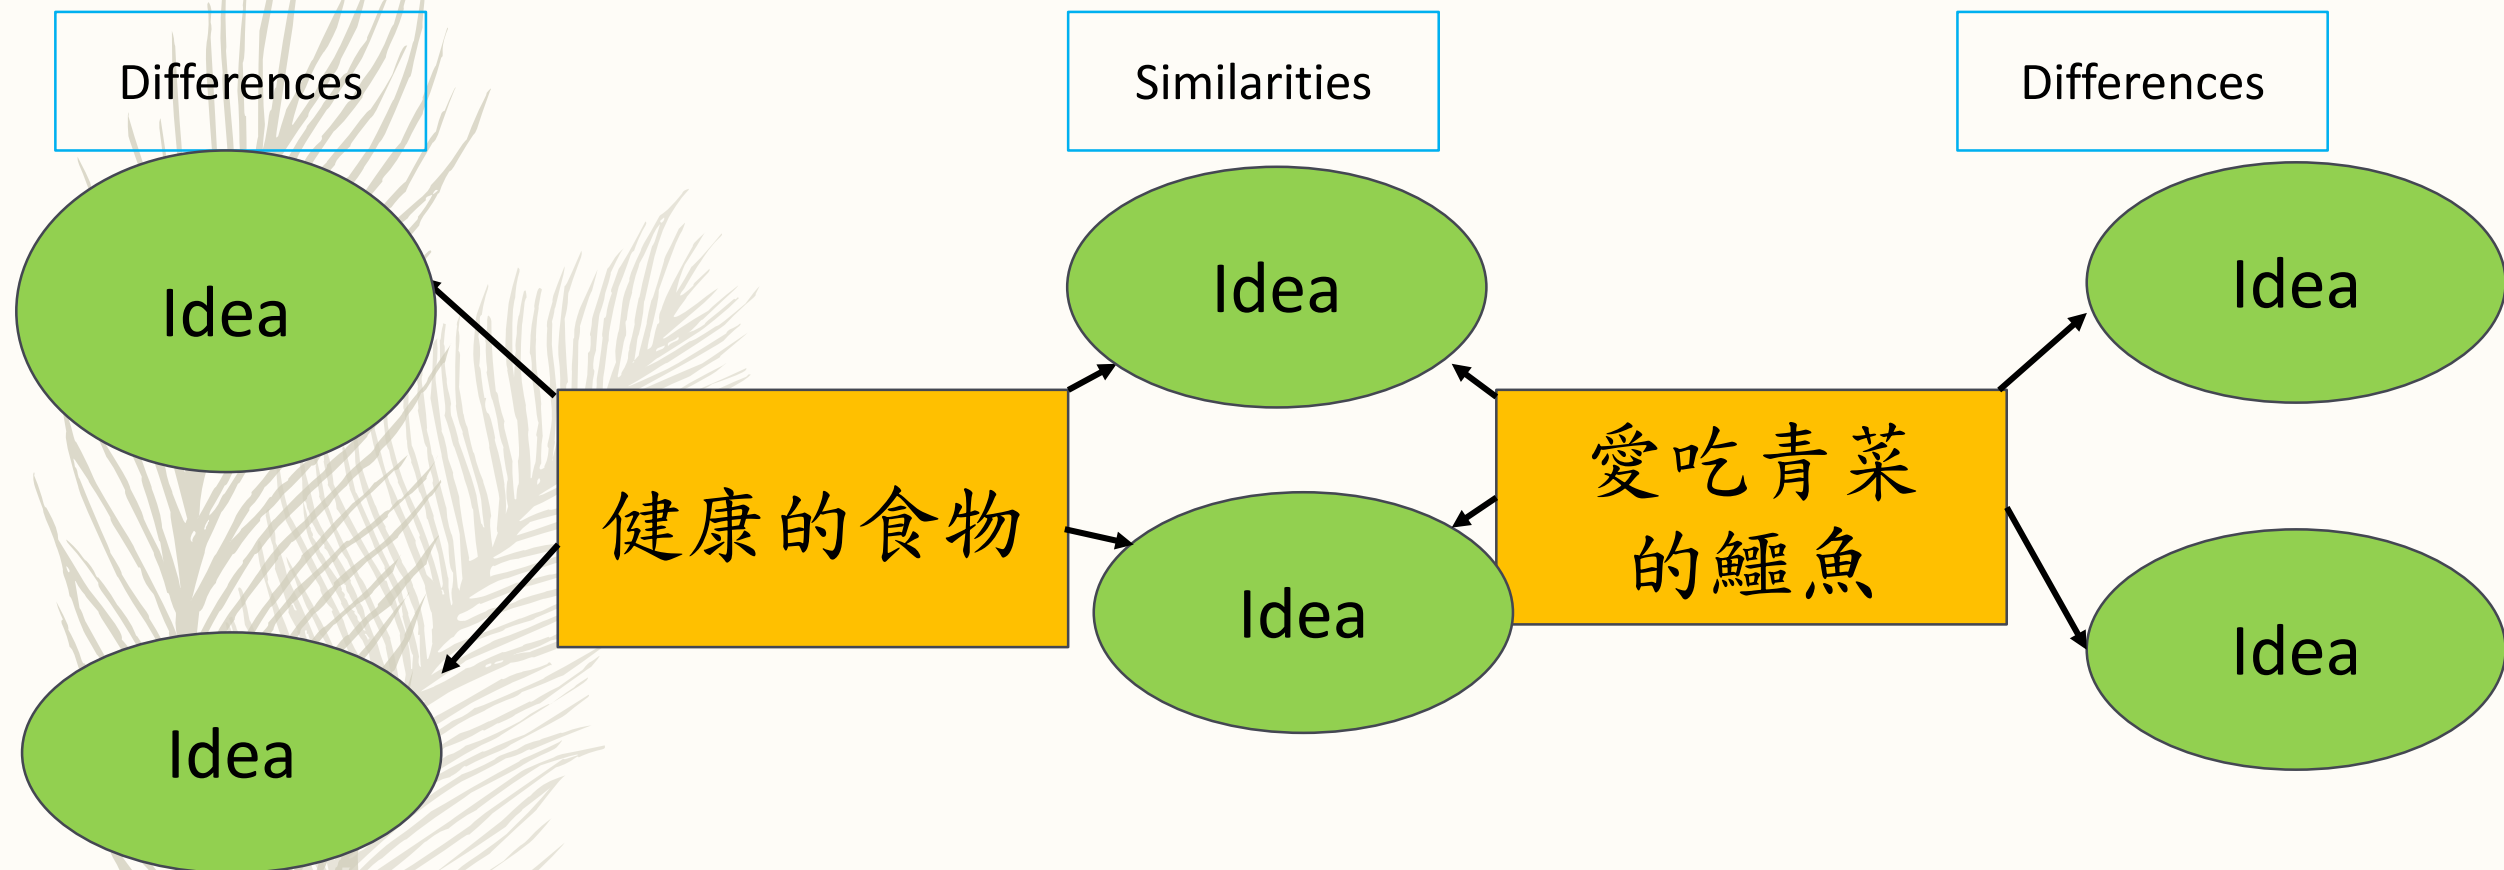 Differences
Similarities
Differences
Idea
Idea
Idea
健康的食物
愛吃青菜
的鱷魚
Idea
Idea
Idea